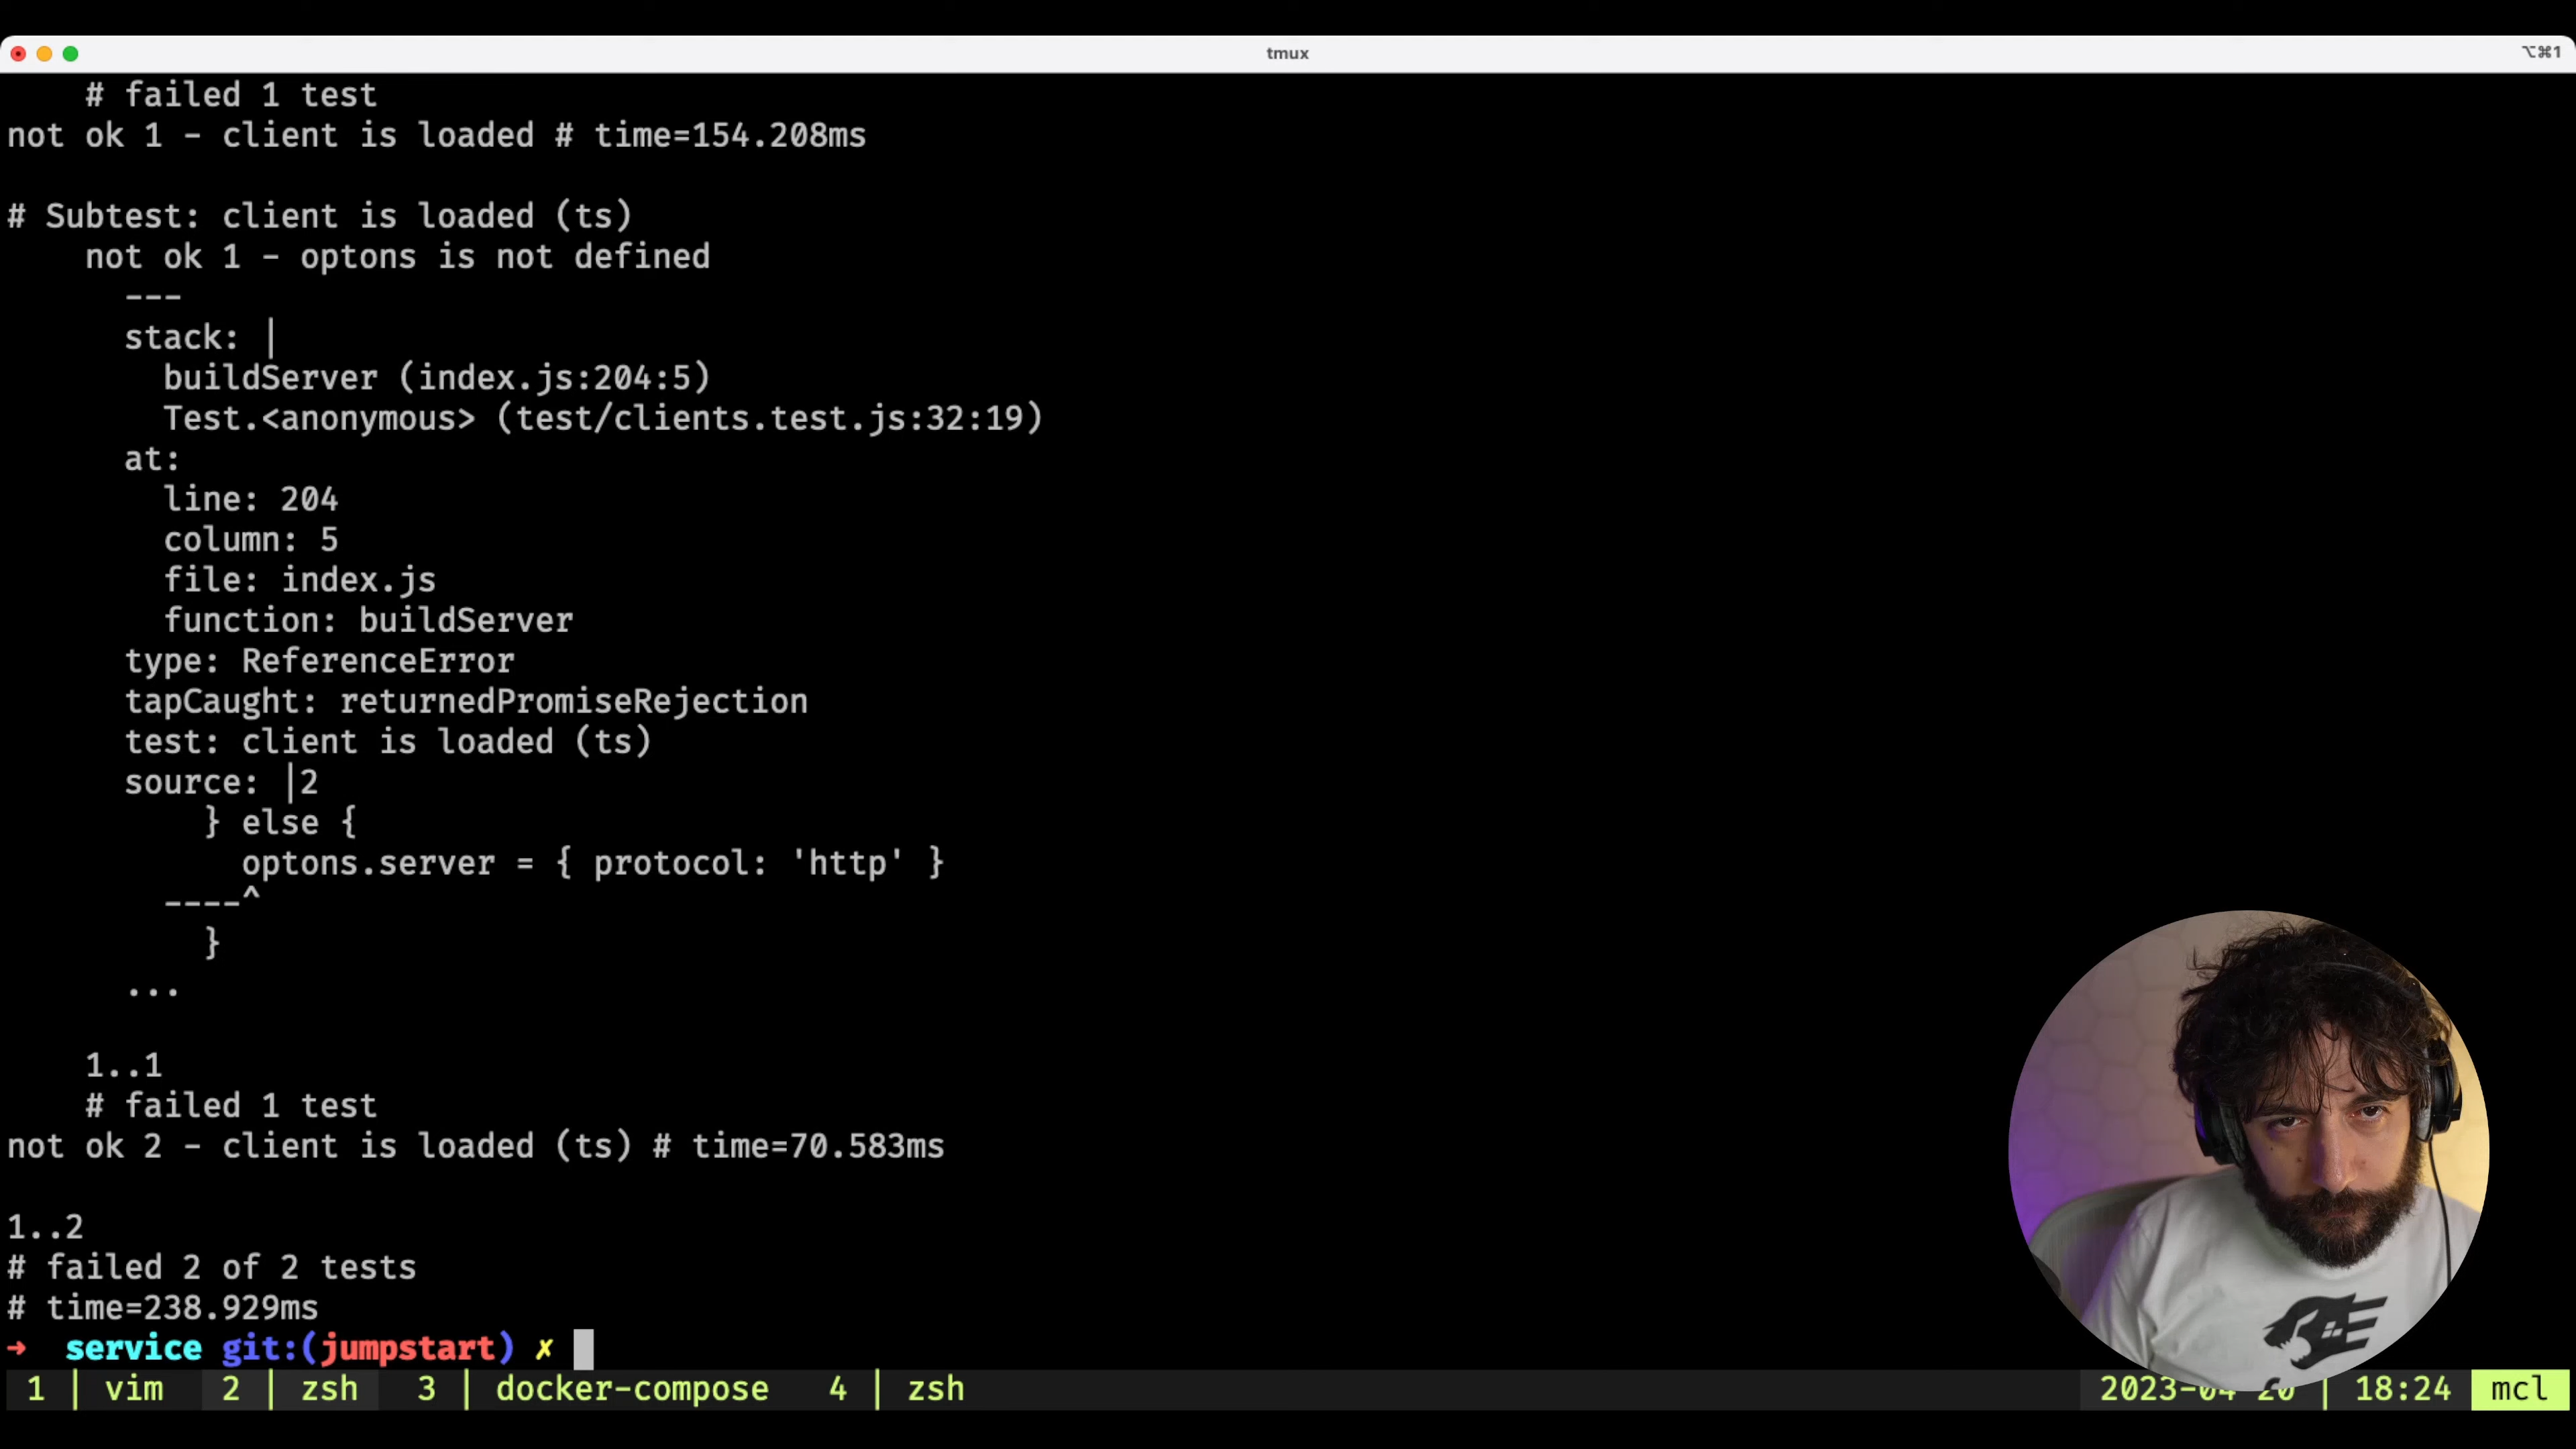 tmux
⌥⌘1
# failed 1 test
not ok 1 - client is loaded # time=154.208ms
# Subtest: client is loaded (ts)
not ok 1 - optons is not defined
---
stack: |
buildServer (index.js:204:5)
Test.<anonymous> (test/clients.test.js:32:19)
at:
line: 204
column: 5
file: index.js
function: buildServer
type: ReferenceError
tapCaught: returnedPromiseRejection
test: client is loaded (ts)
source: |2
} else {
optons.server = { protocol: 'http' }
----^
}
...
1..1
# failed 1 test
not ok 2 - client is loaded (ts) # time=70.583ms
1..2
# failed 2 of 2 tests
# time=238.929ms
➜ service git:(jumpstart) ✗
1 | vim 2 | zsh 3 | docker-compose 4 | zsh 2023-04 20 | 18:24 mcl